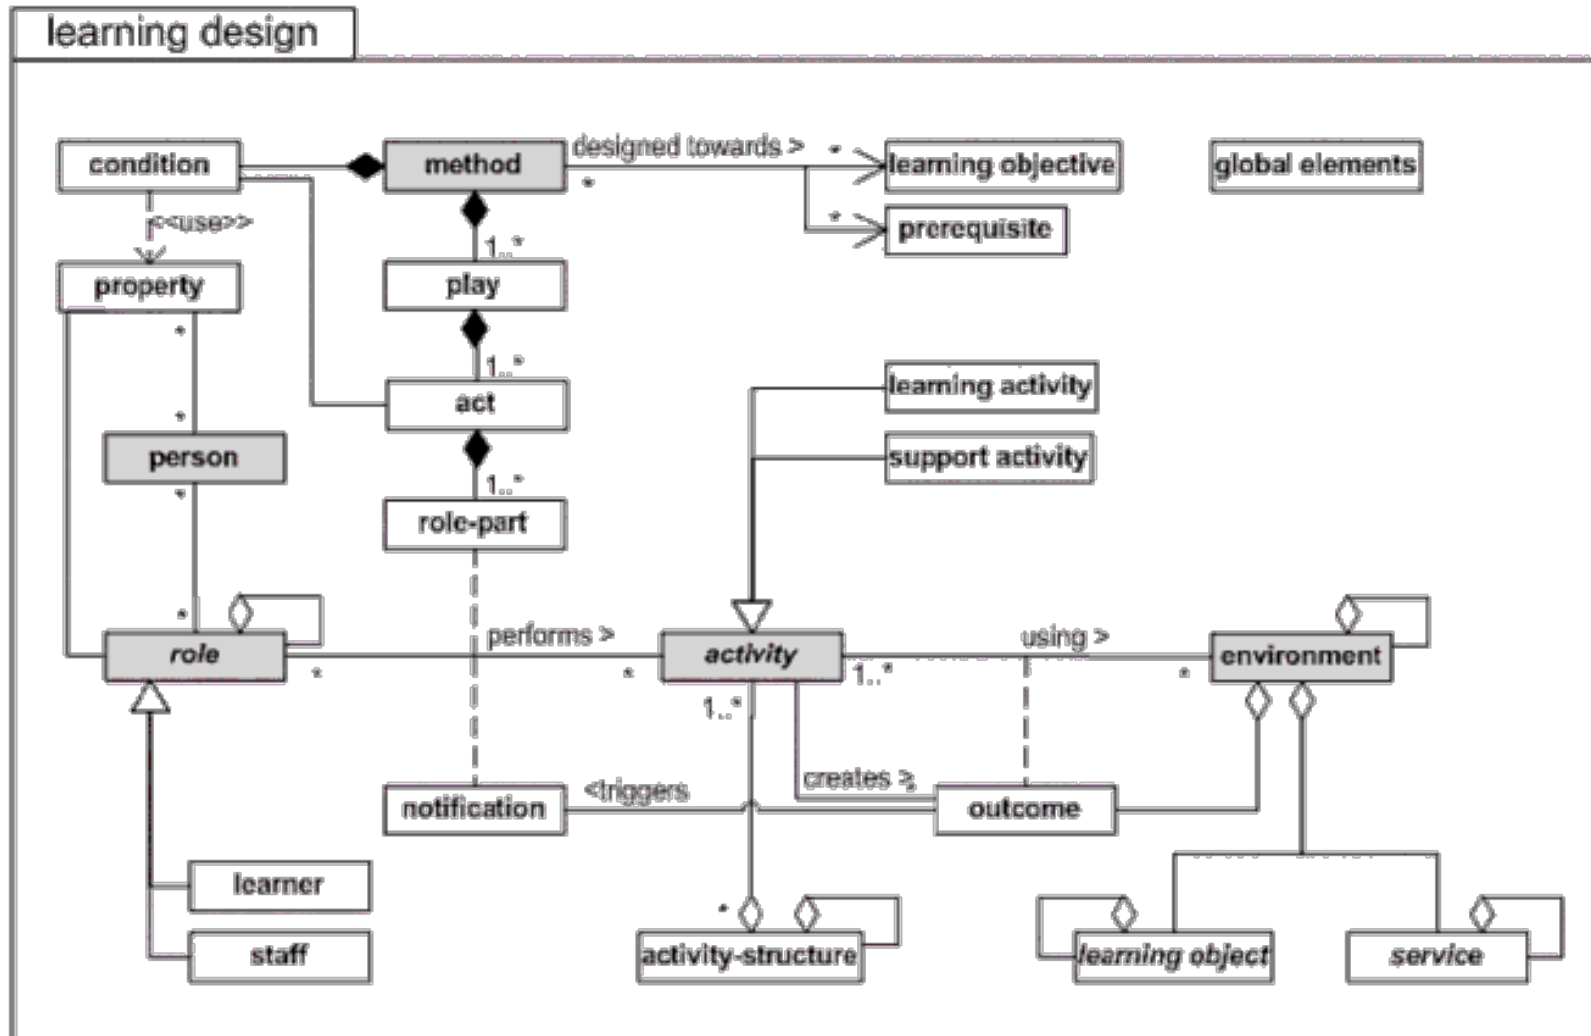 learning design
condition
method
designed towards >
*
*
learning objective
global elements
<<use>>
*
prerequisite
1..*
property
play
*
1..*
learning activity
act
*
person
support activity
*
1..*
role-part
*
performs >
using >
role
activity
environment
*
*
1..*
*
1..*
creates >
<triggers
notification
outcome
learner
*
staff
activity-structure
learning object
service